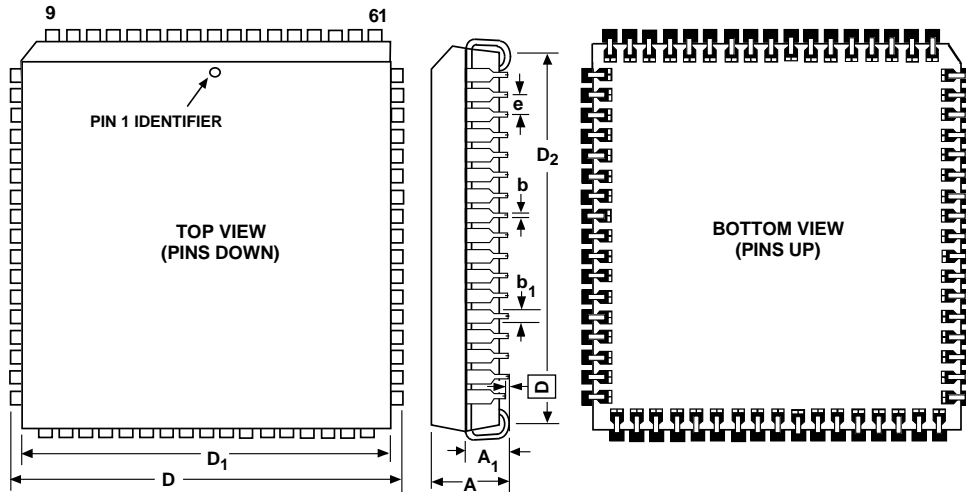 9
61
PIN 1 IDENTIFIER
TOP VIEW
(PINS DOWN)
D₁
D
e
D₂
b
b₁
D
A₁
A
BOTTOM VIEW
(PINS UP)